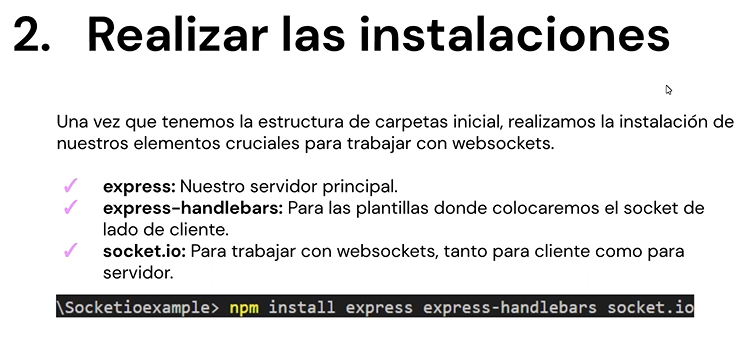 2. Realizar las instalaciones
Una vez que tenemos la estructura de carpetas inicial, realizamos la instalación de
nuestros elementos cruciales para trabajar con websockets.
✓ express: Nuestro servidor principal.
✓ express-handlebars: Para las plantillas donde colocaremos el socket de
lado de cliente.
✓ socket.io: Para trabajar con websockets, tanto para cliente como para
servidor.
\Socketioexample> npm install express express-handlebars socket.io